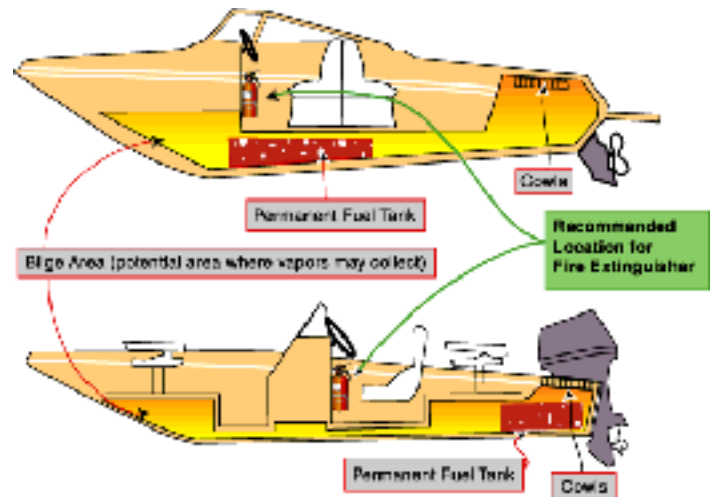 Cowls
Permanent Fuel Tank
Recommended
Location for
Fire Extinguisher
Bilge Area (potential area where vapors may collect)
Permanent Fuel Tank
Cowls